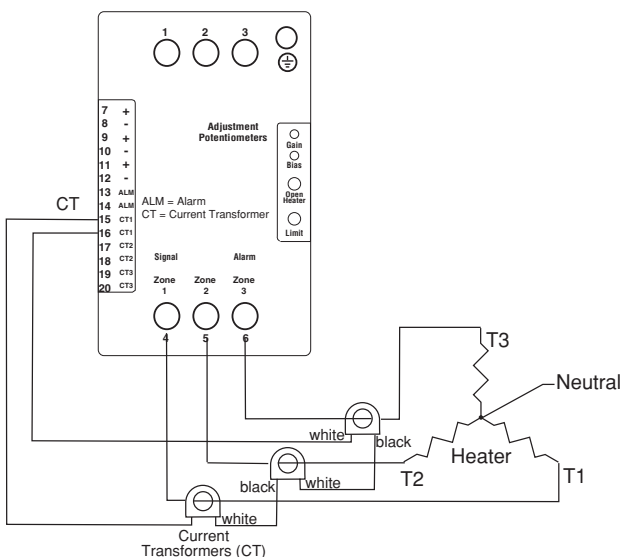 1 2 3
7 +
8 -
9 +
10 -
11 +
12 -
13 ALM
14 ALM
15 CT1
16 CT1
17 CT2
18 CT2
19 CT3
20 CT3
Adjustment
Potentiometers
Gain
Bias
Open
Heater
Limit
CT
ALM = Alarm
CT = Current Transformer
Signal Alarm
Zone Zone Zone
1 2 3
4 5 6
T3
Neutral
white black
Heater
T2 T1
black white
white
Current
Transformers (CT)